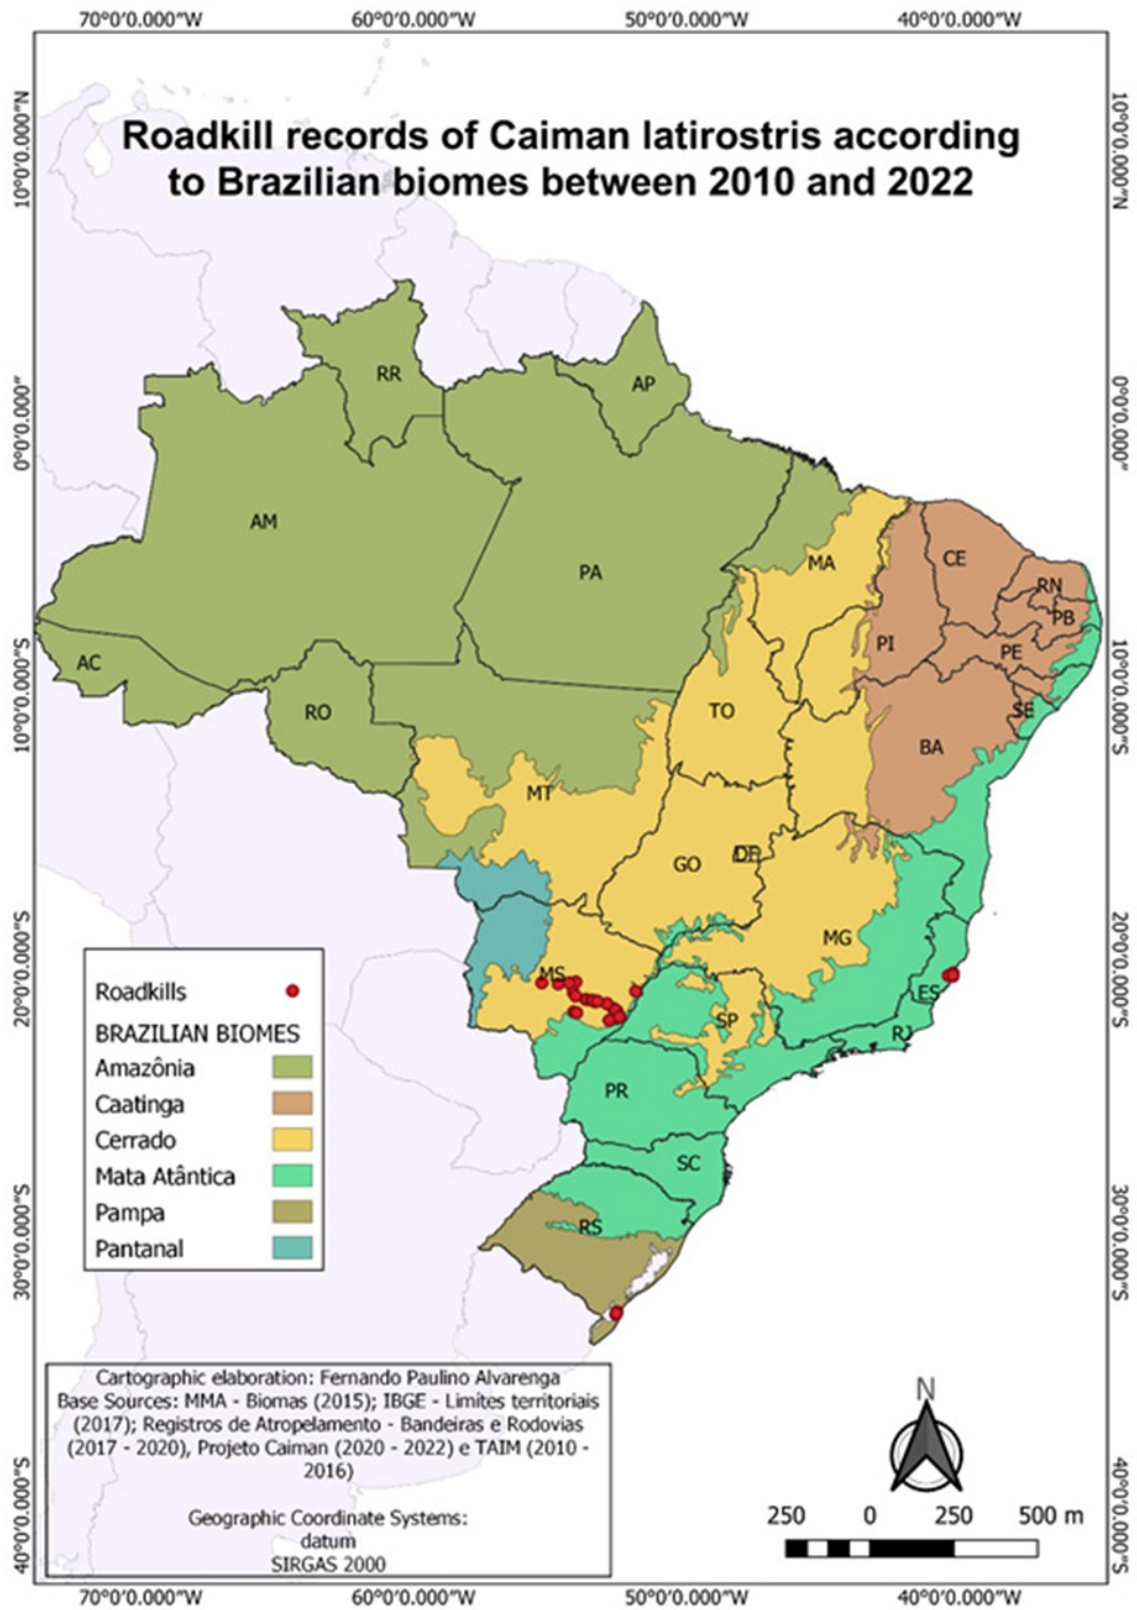 70°0'0.000"W 60°0'0.000"W 50°0'0.000"W 40°0'0.000"W
10°0'0.000"N
10°0'0.000"N
Roadkill records of Caiman latirostris according
to Brazilian biomes between 2010 and 2022
RR
AP
0°0'0.000"
0°0'0.000"
AM
PA
MA
CE
RN
PB
PI
PE
AC
10°0'0.000"S
10°0'0.000"S
RO
TO
SE
BA
MT
GO
DF
MG
20°0'0.000"S
20°0'0.000"S
MS
ES
SP
RJ
PR
SC
RS
30°0'0.000"S
30°0'0.000"S
Roadkills
BRAZILIAN BIOMES
Amazônia
Caatinga
Cerrado
Mata Atântica
Pampa
Pantanal
Cartographic elaboration: Fernando Paulino Alvarenga
Base Sources: MMA - Biomas (2015); IBGE - Limites territoriais
(2017); Registros de Atropelamento - Bandeiras e Rodovias
(2017 - 2020), Projeto Caiman (2020 - 2022) e TAIM (2010 -
2016)
Geographic Coordinate Systems:
datum
SIRGAS 2000
N
250 0 250 500 m
40°0'0.000"S
40°0'0.000"S
70°0'0.000"W 60°0'0.000"W 50°0'0.000"W 40°0'0.000"W